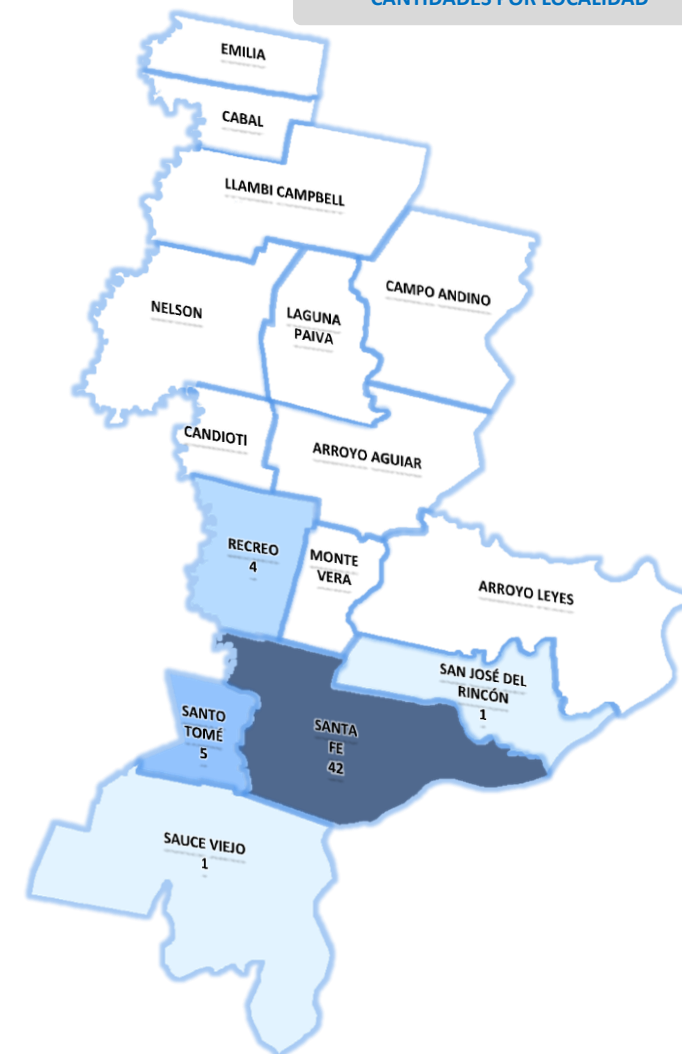 CANTIDADES POR LOCALIDAD
EMILIA
CABAL
LLAMBI CAMPBELL
CAMPO ANDINO
NELSON
LAGUNA
PAIVA
CANDIOTI
ARROYO AGUIAR
RECREO
4
MONTE
VERA
ARROYO LEYES
SAN JOSÉ DEL
RINCÓN
1
SANTO
TOMÉ
5
SANTA
FE
42
SAUCE VIEJO
1